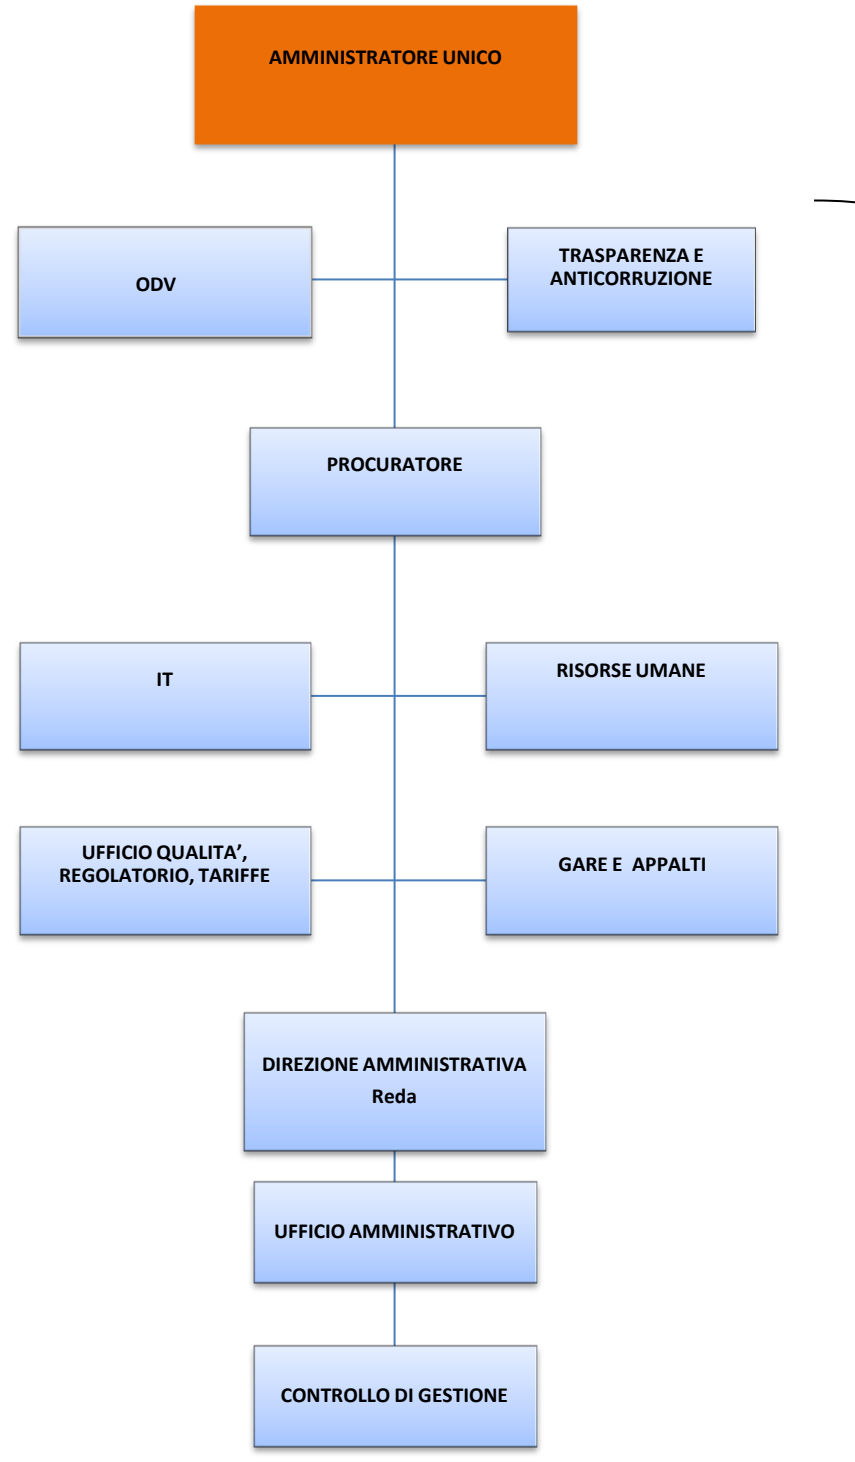 AMMINISTRATORE UNICO
ODV
TRASPARENZA E
ANTICORRUZIONE
PROCURATORE
IT
RISORSE UMANE
UFFICIO QUALITA’,
REGOLATORIO, TARIFFE
GARE E APPALTI
DIREZIONE AMMINISTRATIVA
Reda
UFFICIO AMMINISTRATIVO
CONTROLLO DI GESTIONE